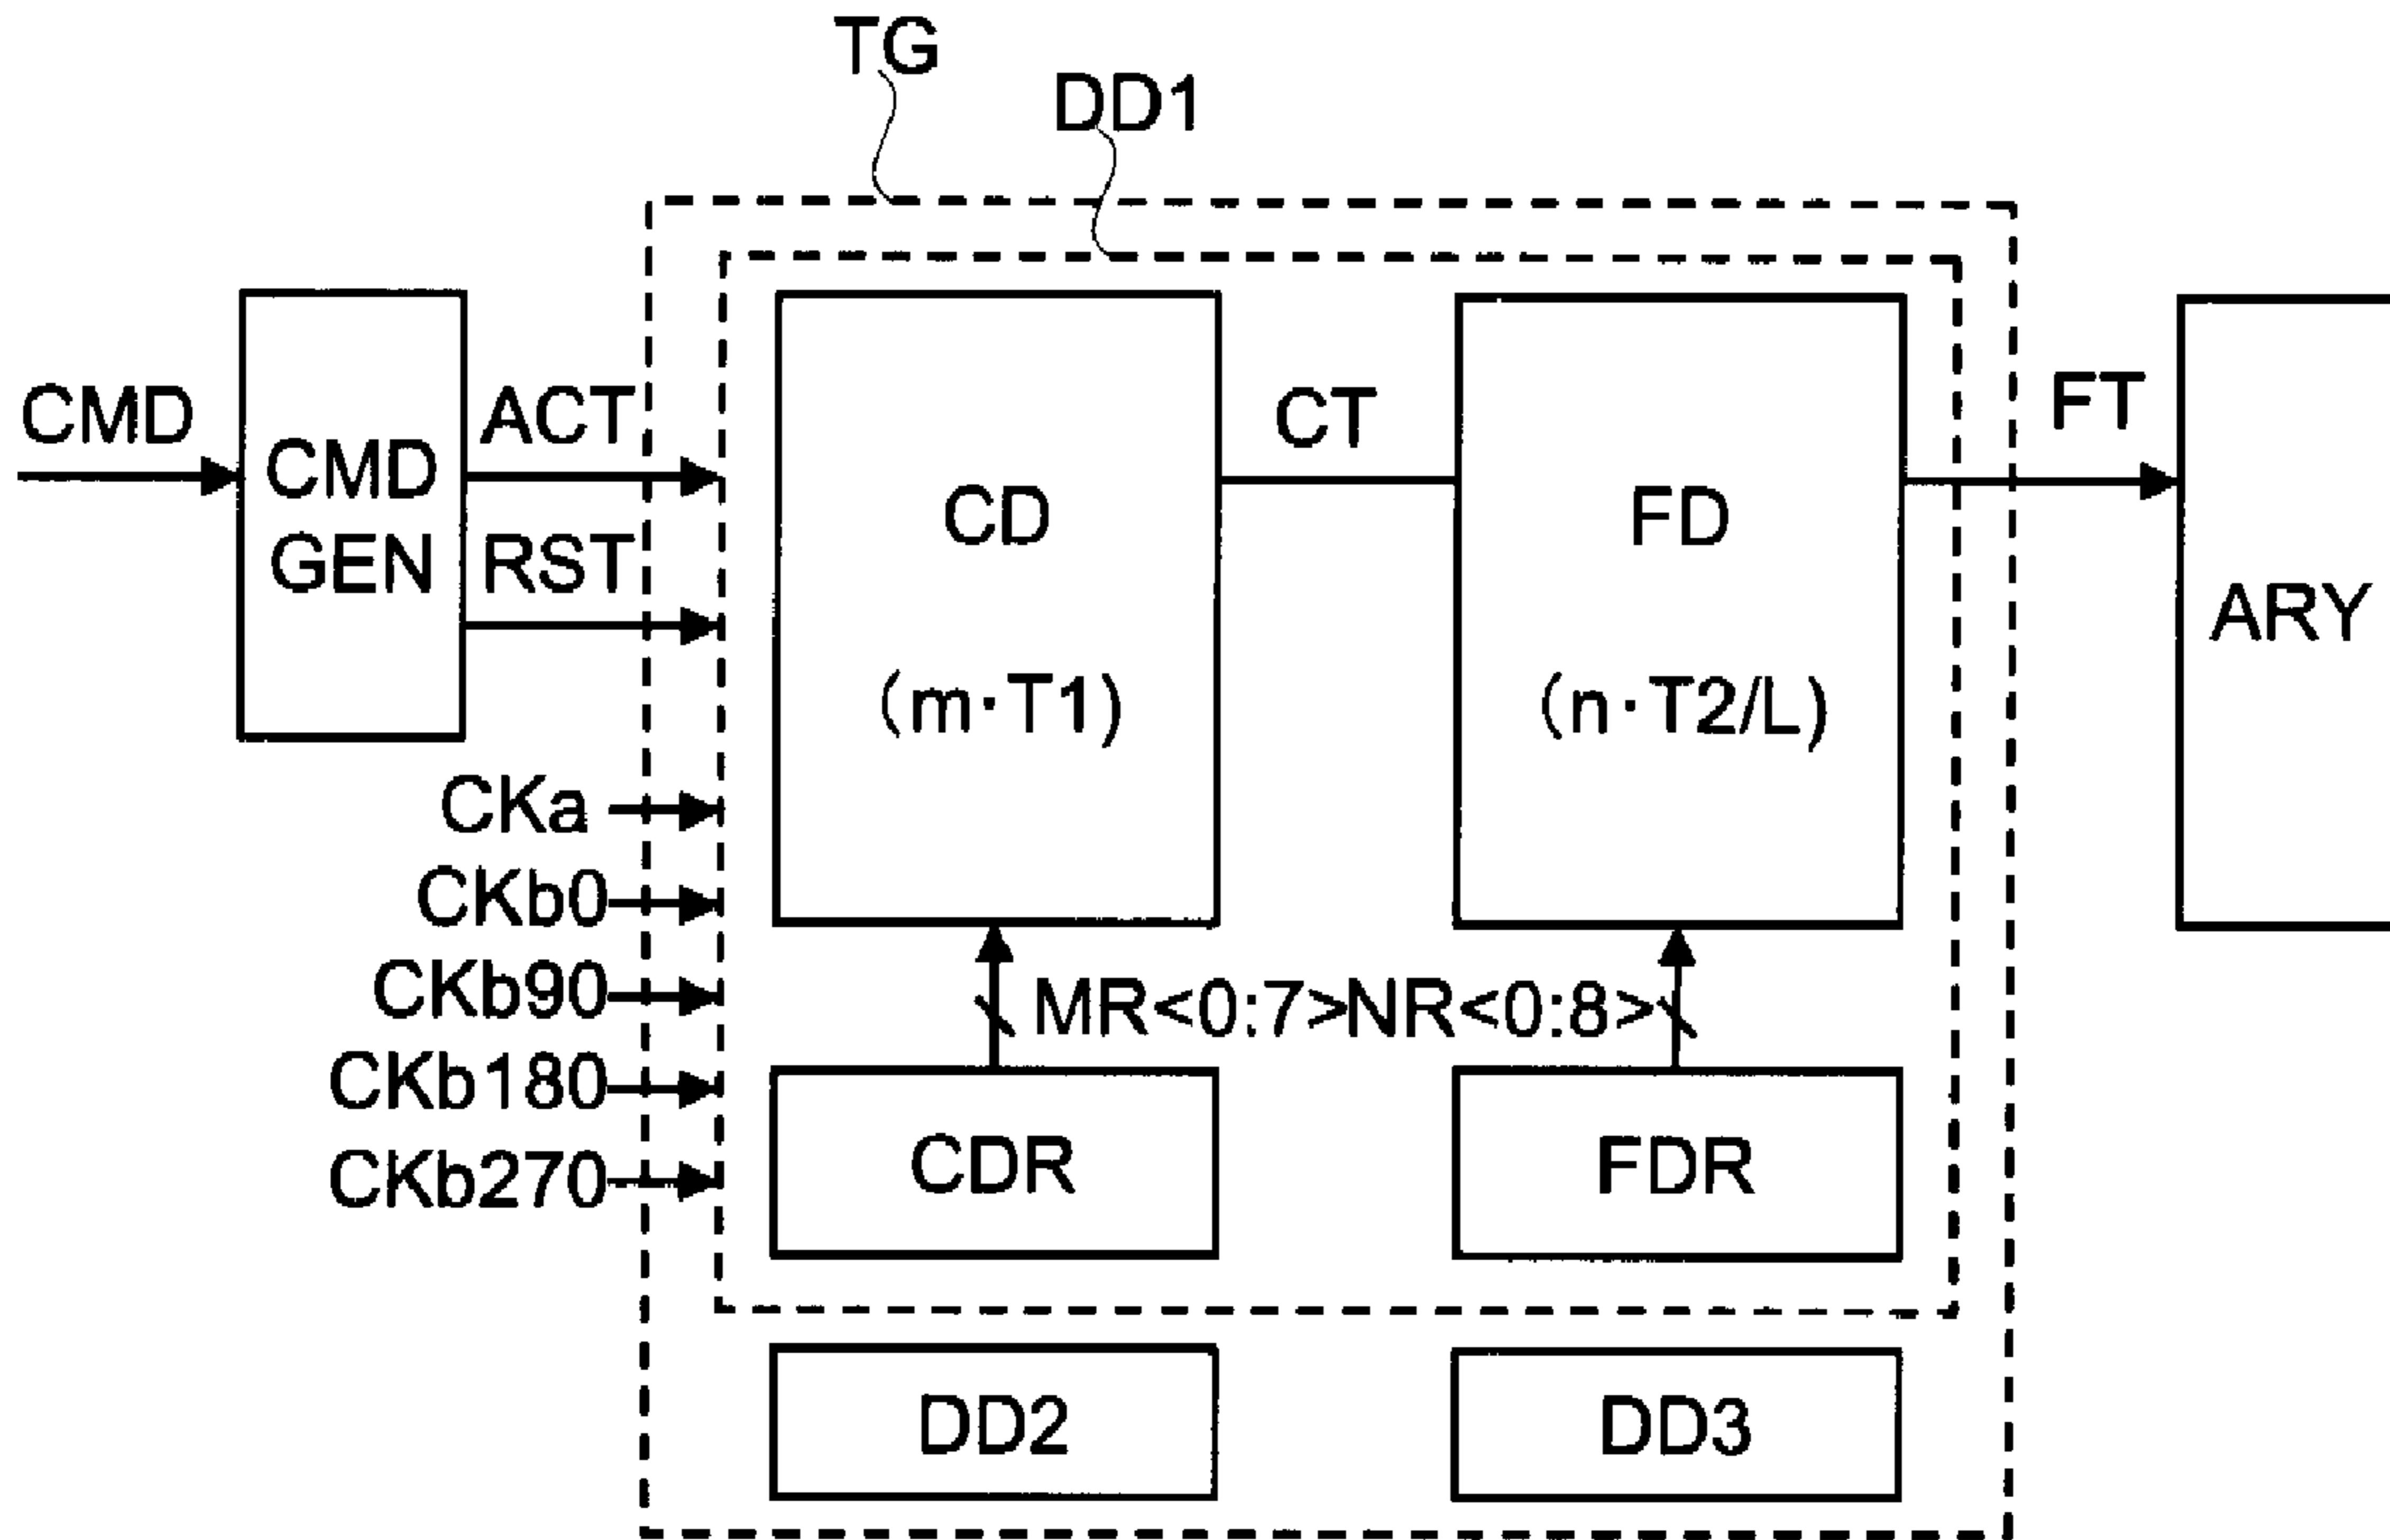 TG
DD1
CMD
CMD
GEN
ACT
RST
CD
(m·T1)
CT
FD
(n·T2/L)
FT
ARY
CKa
CKb0
CKb90
CKb180
CKb270
MR<0:7>
NR<0:8>
CDR
FDR
DD2
DD3